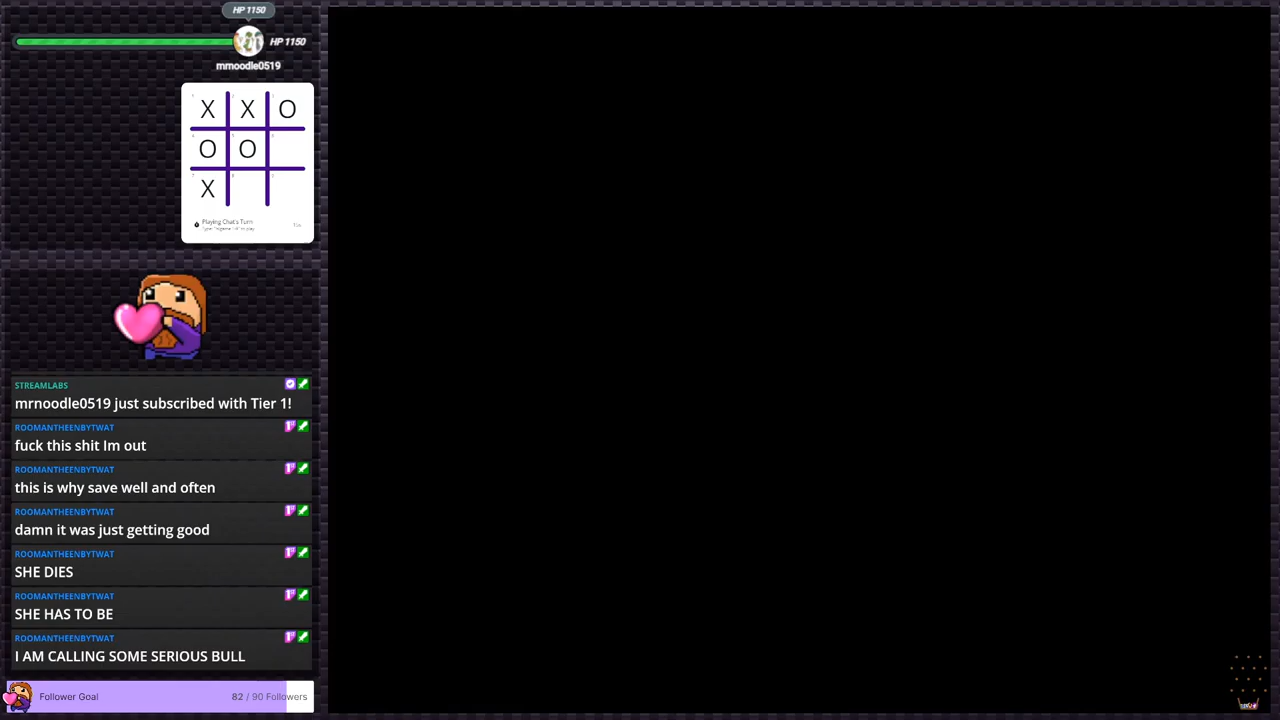 HP 1150
HP 1150
mrnoodle0519
X X O
O O
X
Playing Chat's Turn
STREAMLABS
mrnoodle0519 just subscribed with Tier 1!
ROOMANTHEENBYTWAT
fuck this shit Im out
ROOMANTHEENBYTWAT
this is why save well and often
ROOMANTHEENBYTWAT
damn it was just getting good
ROOMANTHEENBYTWAT
SHE DIES
ROOMANTHEENBYTWAT
SHE HAS TO BE
ROOMANTHEENBYTWAT
I AM CALLING SOME SERIOUS BULL
Follower Goal 82 / 90 Followers